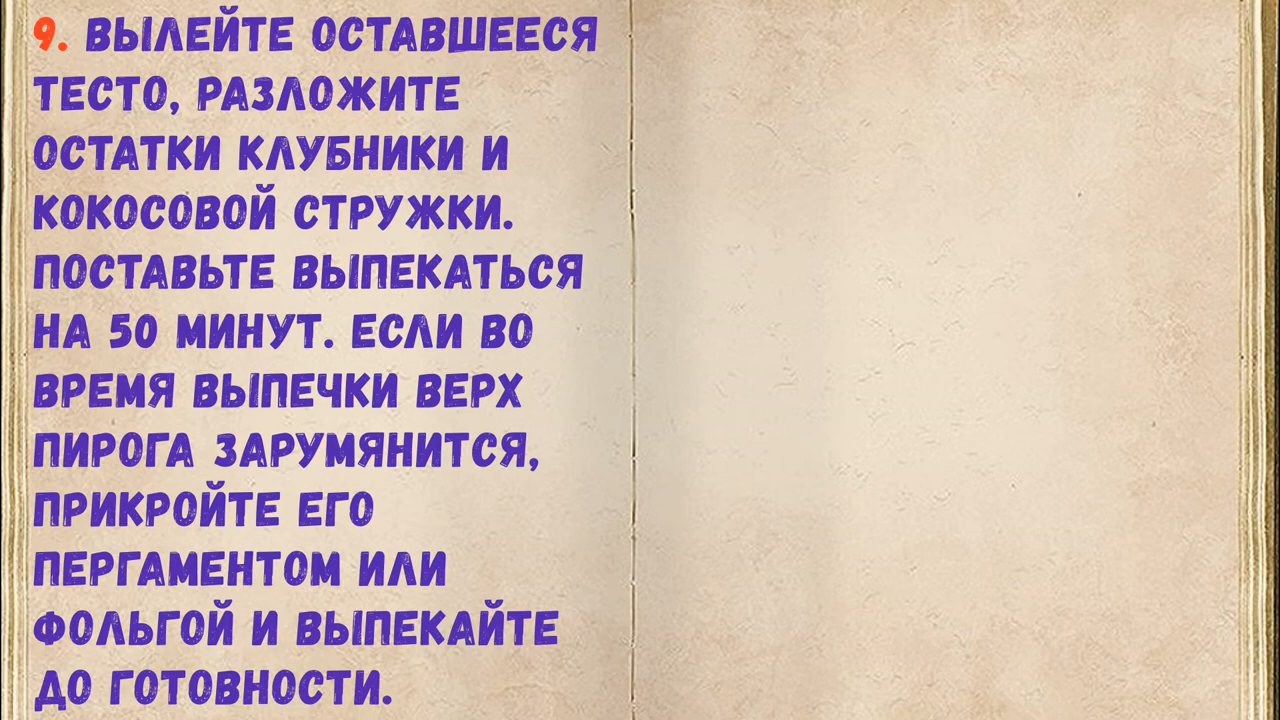 9. ВЫЛЕЙТЕ ОСТАВШЕЕСЯ
ТЕСТО, РАЗЛОЖИТЕ
ОСТАТКИ КЛУБНИКИ И
КОКОСОВОЙ СТРУЖКИ.
ПОСТАВЬТЕ ВЫПЕКАТЬСЯ
НА 50 МИНУТ. ЕСЛИ ВО
ВРЕМЯ ВЫПЕЧКИ ВЕРХ
ПИРОГА ЗАРУМЯНИТСЯ,
ПРИКРОЙТЕ ЕГО
ПЕРГАМЕНТОМ ИЛИ
ФОЛЬГОЙ И ВЫПЕКАЙТЕ
ДО ГОТОВНОСТИ.